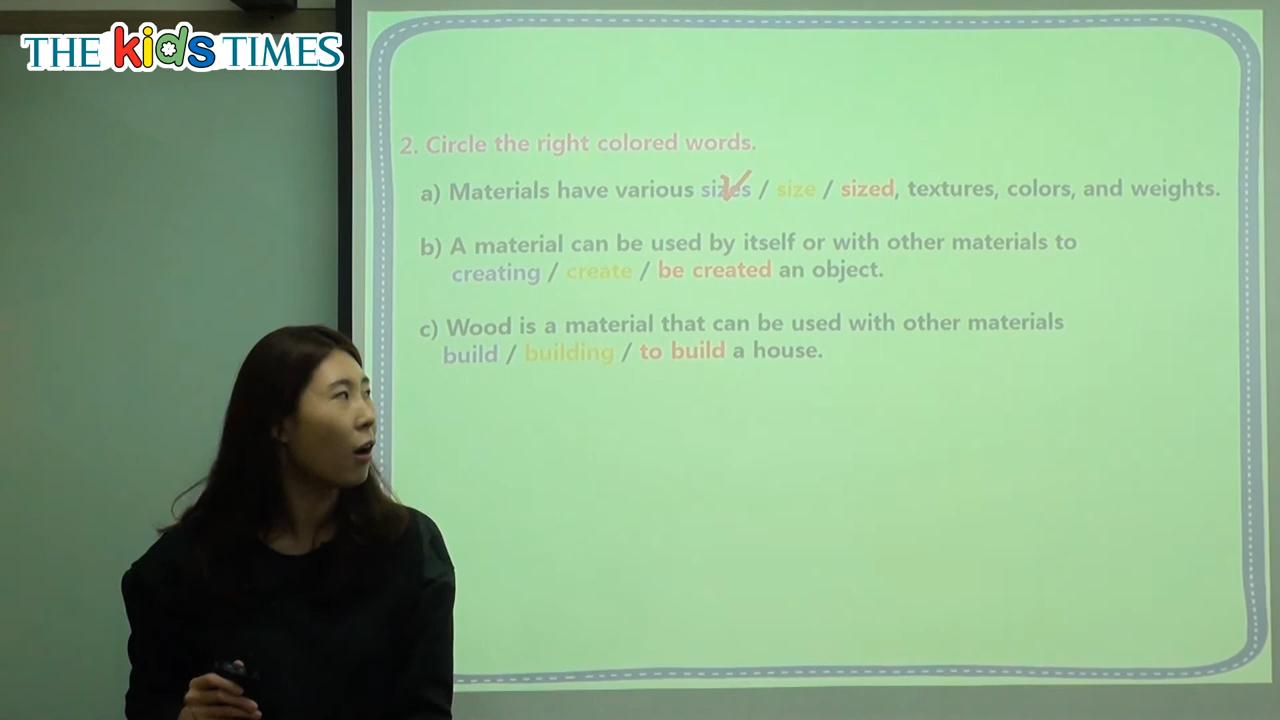 THE kids TIMES
2. Circle the right colored words.
a) Materials have various sizes / size / sized, textures, colors, and weights.
b) A material can be used by itself or with other materials to
creating / create / be created an object.
c) Wood is a material that can be used with other materials
build / building / to build a house.